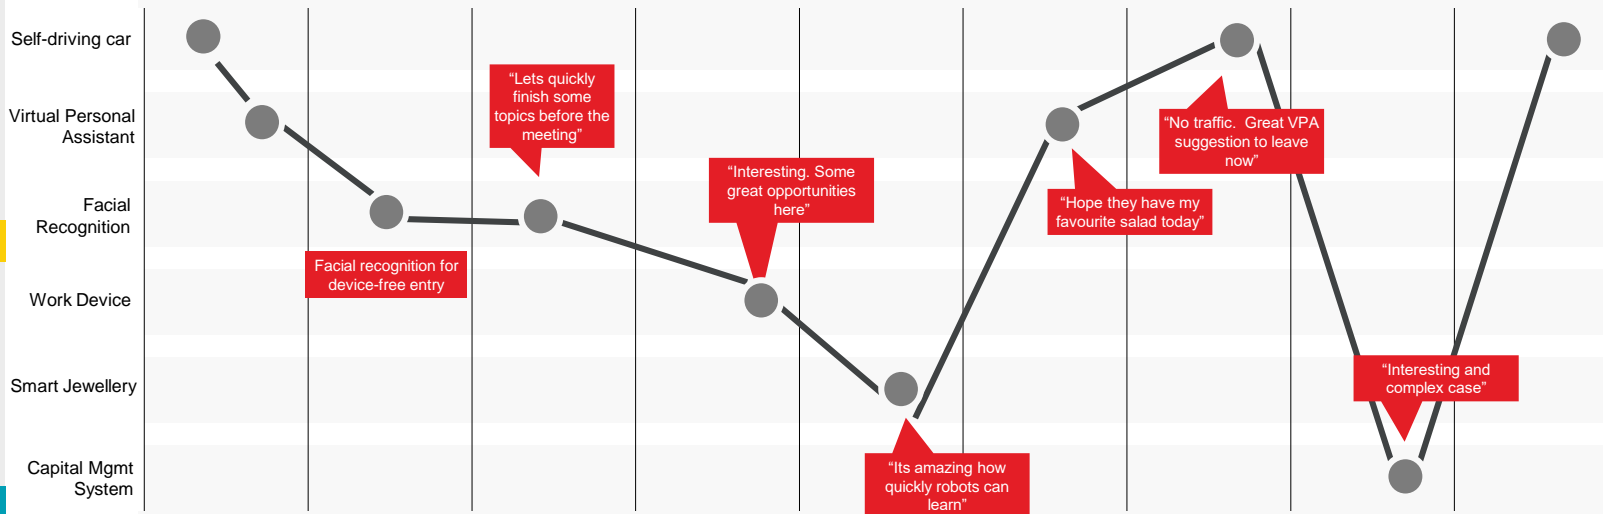 Self-driving car
Virtual Personal
Assistant
Facial
Recognition
Work Device
Smart Jewellery
Capital Mgmt
System
Facial recognition for
device-free entry
“Lets quickly
finish some
topics before the
meeting”
“Interesting. Some
great opportunities
here”
“Its amazing how
quickly robots can
learn”
“Hope they have my
favourite salad today”
“No traffic.  Great VPA
suggestion to leave
now”
“Interesting and
complex case”